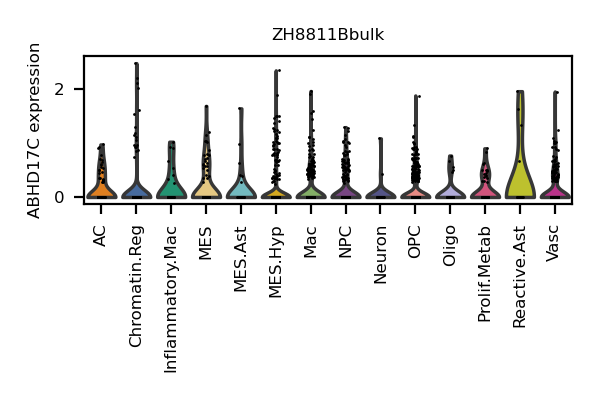 ZH8811Bbulk
ABHD17C expression
2
0
AC
Chromatin.Reg
Inflammatory.Mac
MES
MES.Ast
MES.Hyp
Mac
NPC
Neuron
OPC
Oligo
Prolif.Metab
Reactive.Ast
Vasc